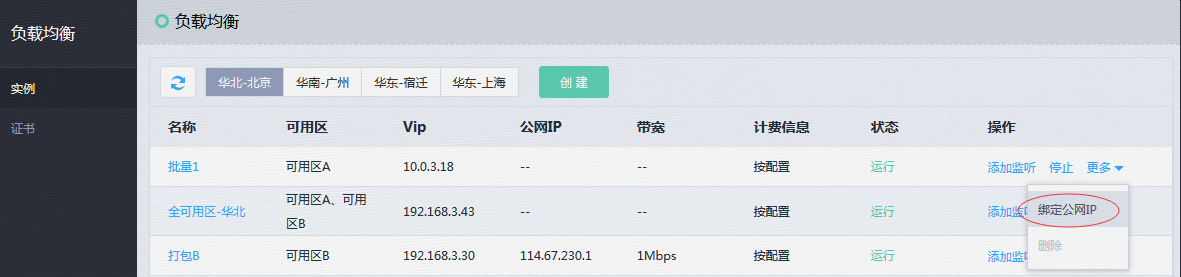 负载均衡
负载均衡
实例
证书
华北-北京 华南-广州 华东-宿迁 华东-上海 创 建
名称 可用区 Vip 公网IP 带宽 计费信息 状态 操作
批量1 可用区A 10.0.3.18 -- -- 按配置 运行 添加监听 停止 更多
全可用区-华北 可用区A、可用
区B 192.168.3.43 -- -- 按配置 运行 添加监
绑定公网IP
打包B 可用区B 192.168.3.30 114.67.230.1 1Mbps 按配置 运行 添加监
删除